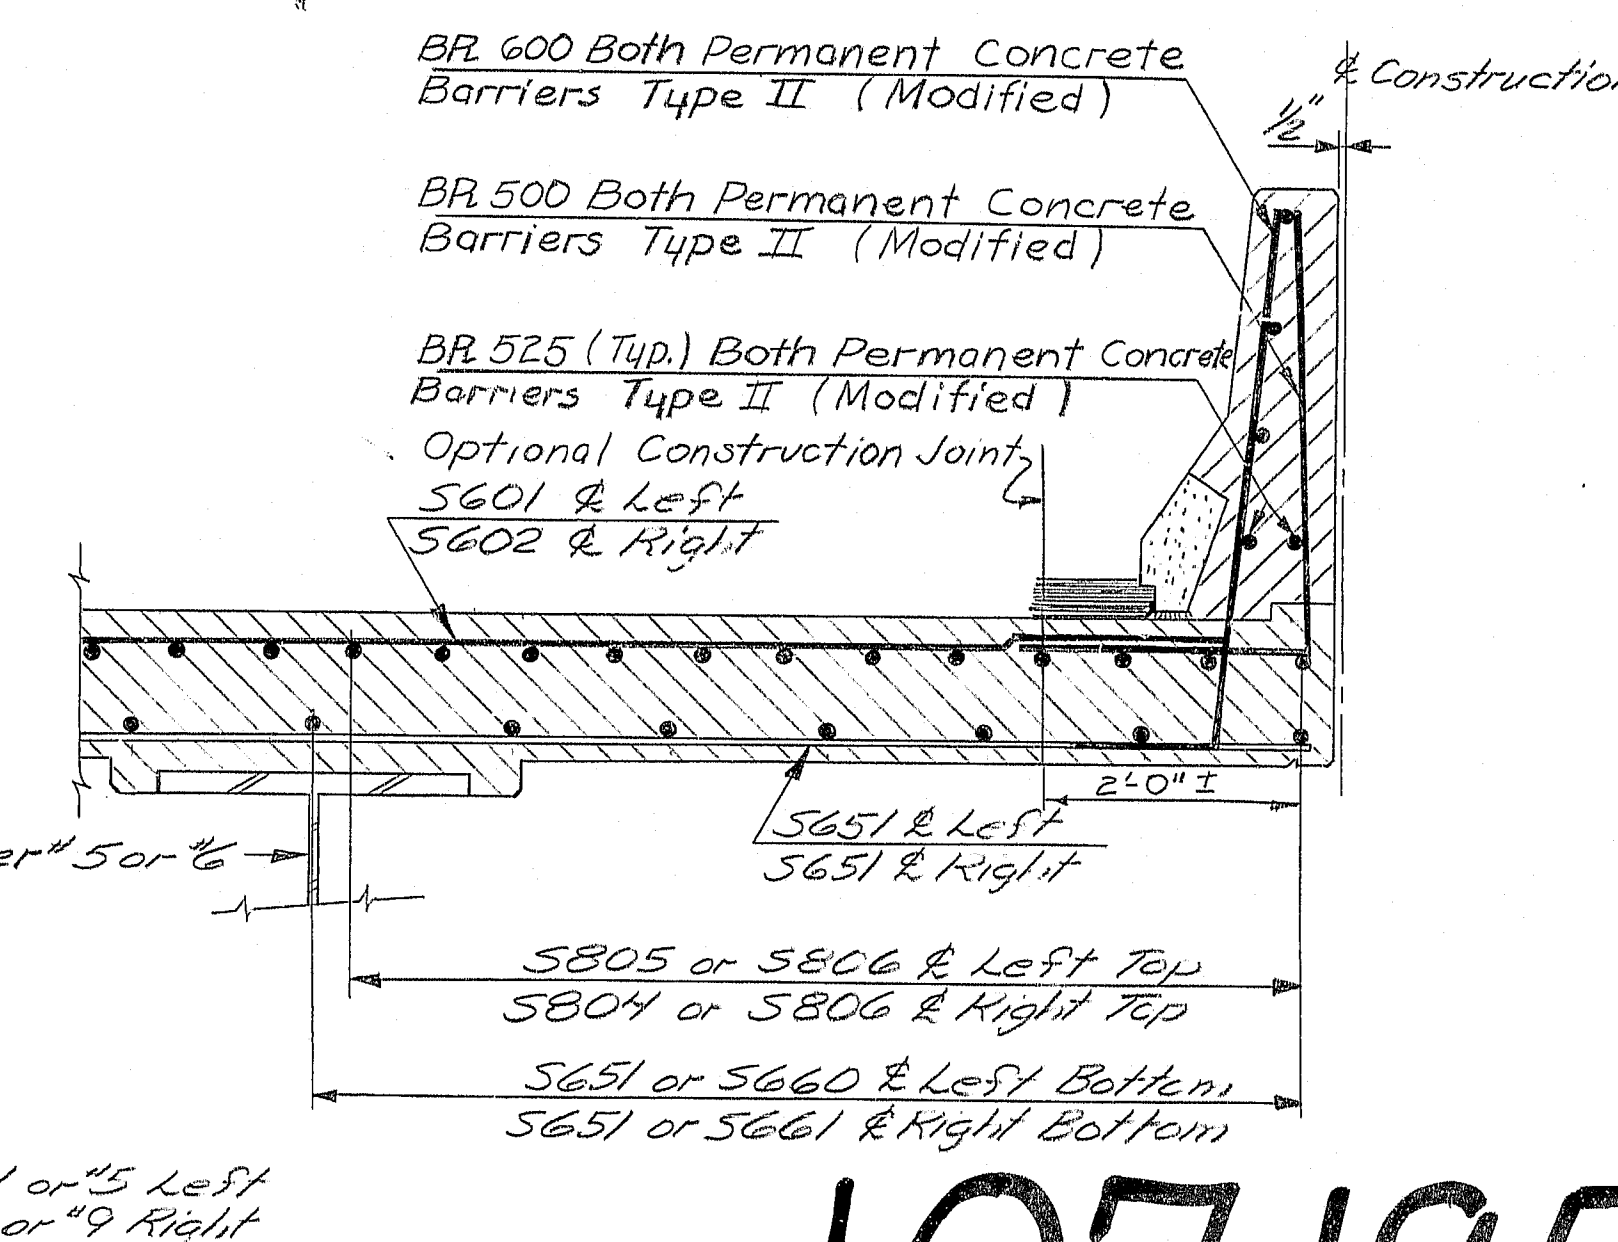 BR 600 Both Permanent Concrete
Barriers Type II (Modified)
℄ Construction
1/2"
BR 500 Both Permanent Concrete
Barriers Type II (Modified)
BR 525 (Typ.) Both Permanent Concrete
Barriers Type II (Modified)
Optional Construction Joint
S601 ℄ Left
S602 ℄ Right
2'-0" ±
S651 ℄ Left
S651 ℄ Right
er #5 or #6
S805 or S806 ℄ Left Top
S804 or S806 ℄ Right Top
S651 or S660 ℄ Left Bottom
S651 or S661 ℄ Right Bottom
or #5 Left
or #9 Right